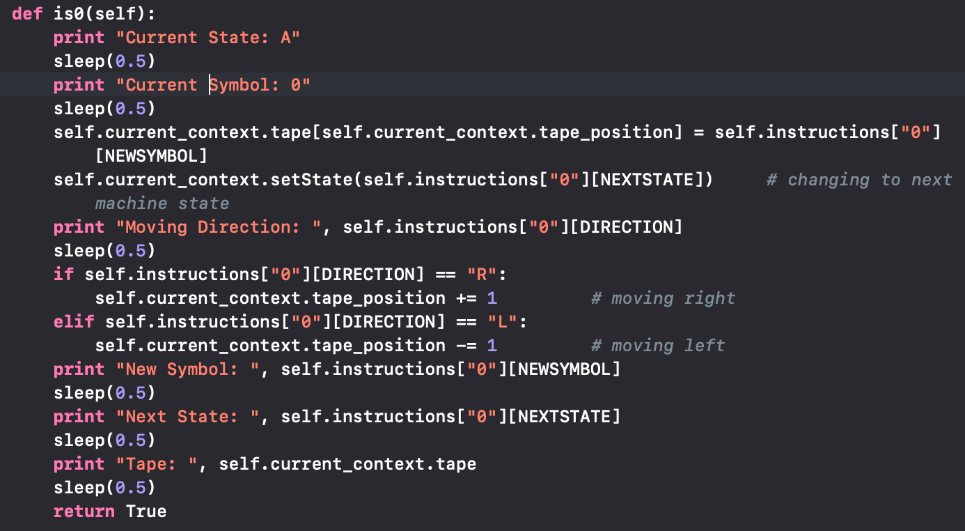 def is0(self):
    print "Current State: A"
    sleep(0.5)
    print "Current Symbol: 0"
    sleep(0.5)
    self.current_context.tape[self.current_context.tape_position] = self.instructions["0"]
        [NEWSYMBOL]
    self.current_context.setState(self.instructions["0"][NEXTSTATE])     # changing to next
        machine state
    print "Moving Direction: ", self.instructions["0"][DIRECTION]
    sleep(0.5)
    if self.instructions["0"][DIRECTION] == "R":
        self.current_context.tape_position += 1         # moving right
    elif self.instructions["0"][DIRECTION] == "L":
        self.current_context.tape_position -= 1         # moving left
    print "New Symbol: ", self.instructions["0"][NEWSYMBOL]
    sleep(0.5)
    print "Next State: ", self.instructions["0"][NEXTSTATE]
    sleep(0.5)
    print "Tape: ", self.current_context.tape
    sleep(0.5)
    return True